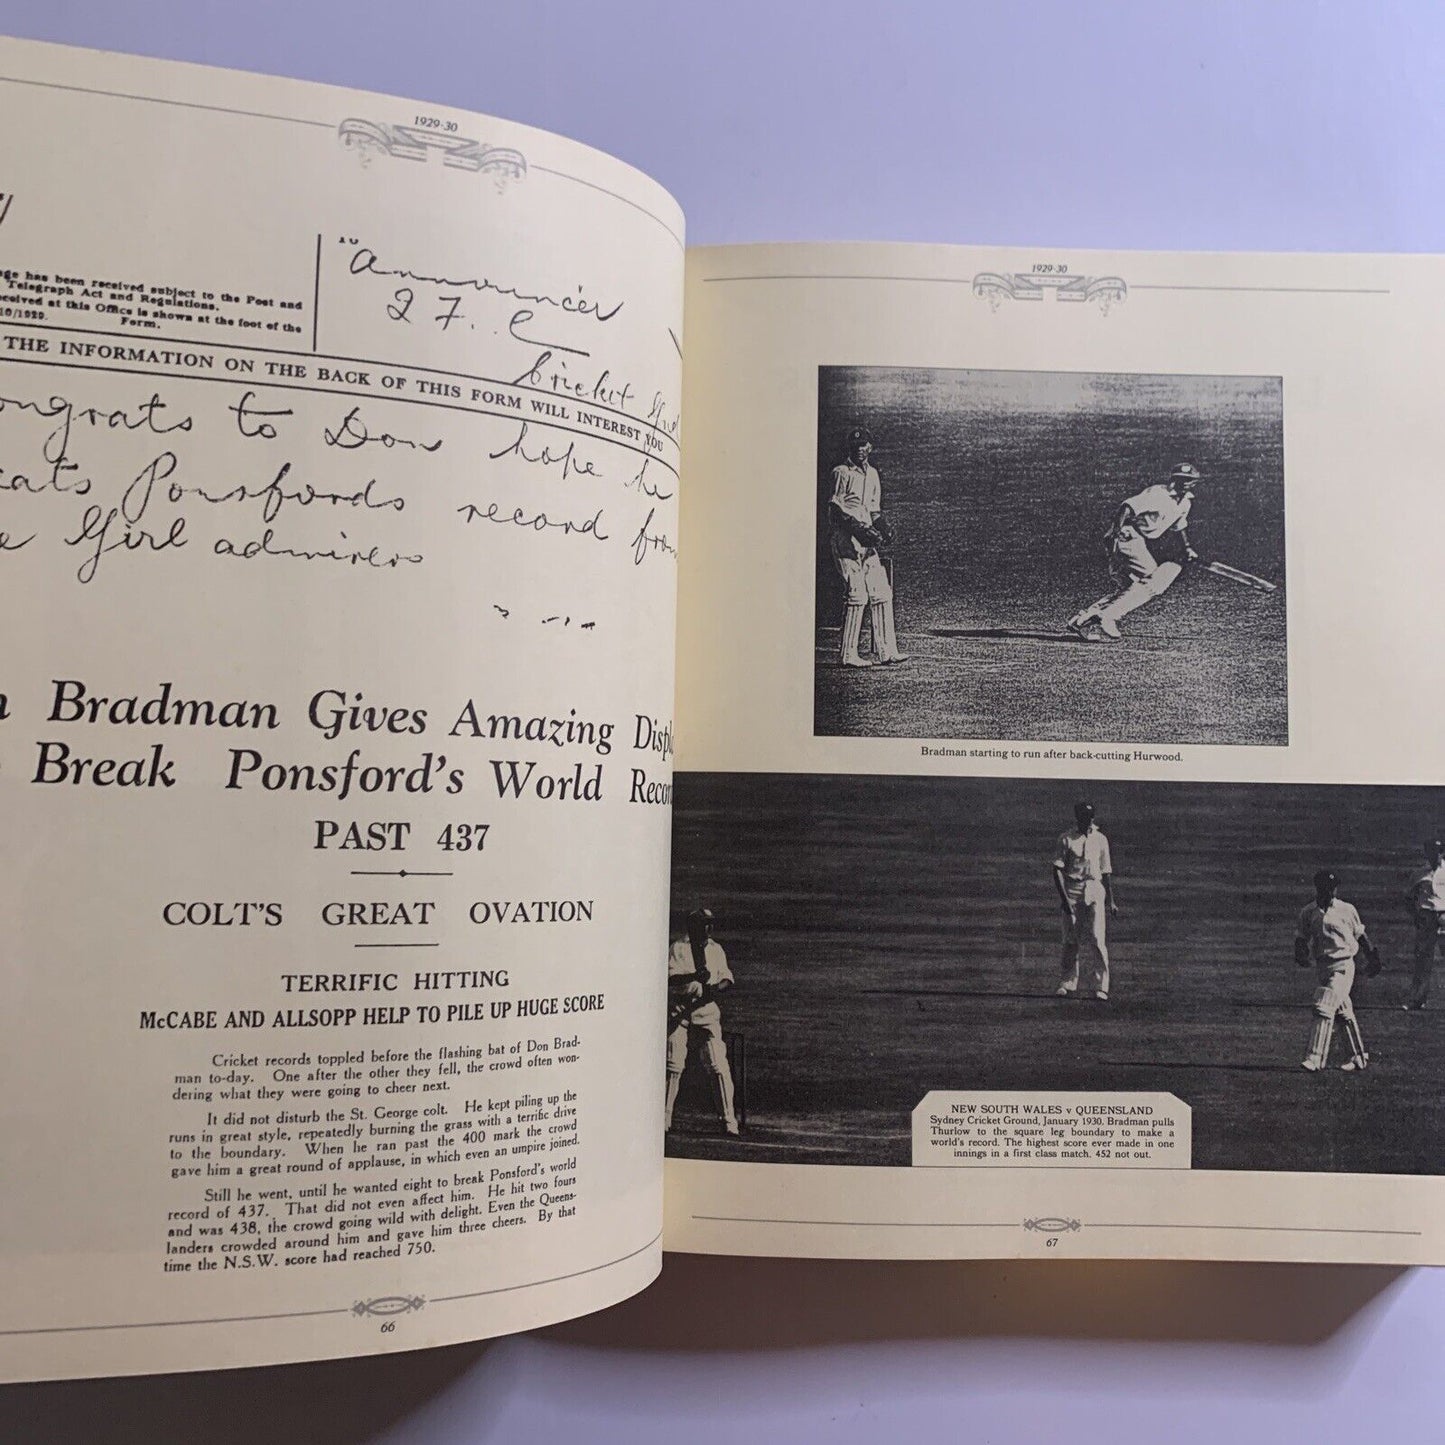 1929-30
To
announcer
27. C
Cricket
has been received subject to the Post and
Telegraph Act and Regulations.
received at this Office is shown at the foot of the
10/1929. Form.
THE INFORMATION ON THE BACK OF THIS FORM WILL INTEREST YOU
to Don hope he
Ponsfords record from
Girl admirers
Bradman Gives Amazing
Break Ponsford's World
PAST 437
COLT'S GREAT OVATION
TERRIFIC HITTING
McCABE AND ALLSOPP HELP TO PILE UP HUGE SCORE
Cricket records toppled before the flashing bat of Don Brad-
man to-day. One after the other they fell, the crowd often won-
dering what they were going to cheer next.
It did not disturb the St. George colt. He kept piling up the
runs in great style, repeatedly burning the grass with a terrific drive
to the boundary. When he ran past the 400 mark the crowd
gave him a great round of applause, in which even an umpire joined.
Still he went, until he wanted eight to break Ponsford's world
record of 437. That did not even affect him. He hit two fours
and was 438, the crowd going wild with delight. Even the Queens-
landers crowded around him and gave him three cheers. By that
time the N.S.W. score had reached 750.
66
1929-30
Bradman starting to run after back-cutting Hurwood.
NEW SOUTH WALES v QUEENSLAND
Sydney Cricket Ground, January 1930. Bradman pulls
Thurlow to the square leg boundary to make a
world's record. The highest score ever made in one
innings in a first class match. 452 not out.
67